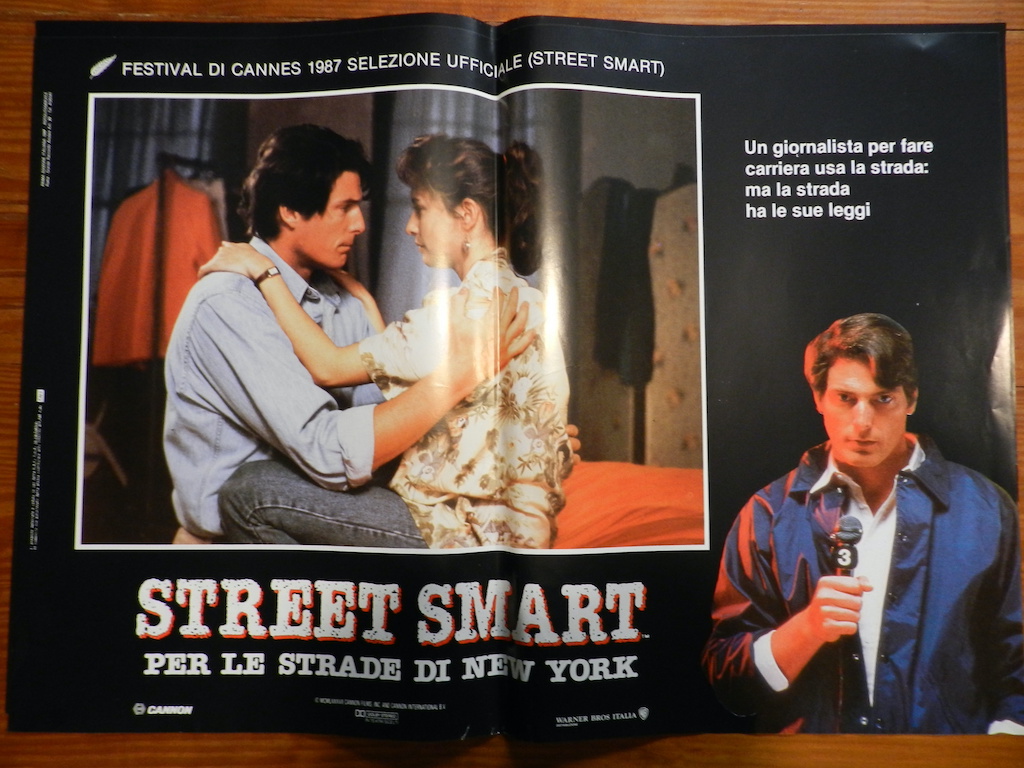 FESTIVAL DI CANNES 1987 SELEZIONE UFFICIALE (STREET SMART)
Un giornalista per fare
carriera usa la strada:
ma la strada
ha le sue leggi
3
STREET SMART
PER LE STRADE DI NEW YORK
CANNON
WARNER BROS ITALIA